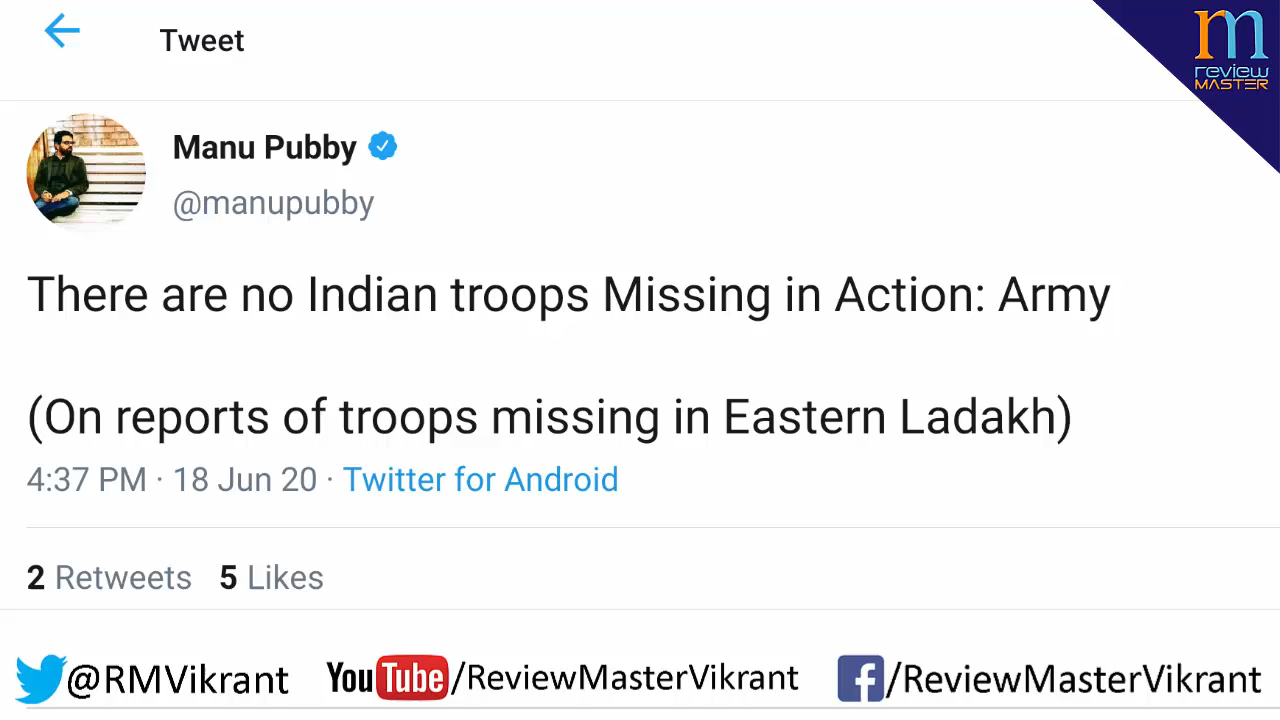 Tweet
m
review
MASTER
Manu Pubby
@manupubby
There are no Indian troops Missing in Action: Army
(On reports of troops missing in Eastern Ladakh)
4:37 PM · 18 Jun 20 · Twitter for Android
2 Retweets 5 Likes
@RMVikrant YouTube/ReviewMasterVikrant f/ReviewMasterVikrant